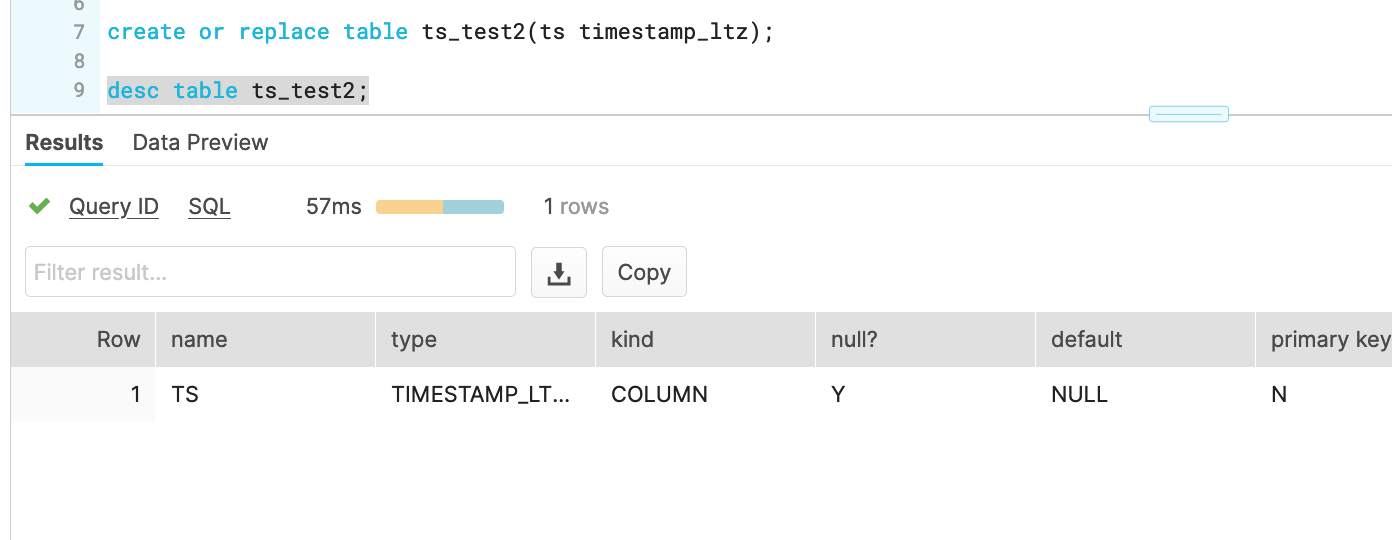 6
7 create or replace table ts_test2(ts timestamp_ltz);
8
9 desc table ts_test2;
Results Data Preview
Query ID SQL 57ms 1 rows
Filter result... Copy
Row name type kind null? default primary key
1 TS TIMESTAMP_LT... COLUMN Y NULL N